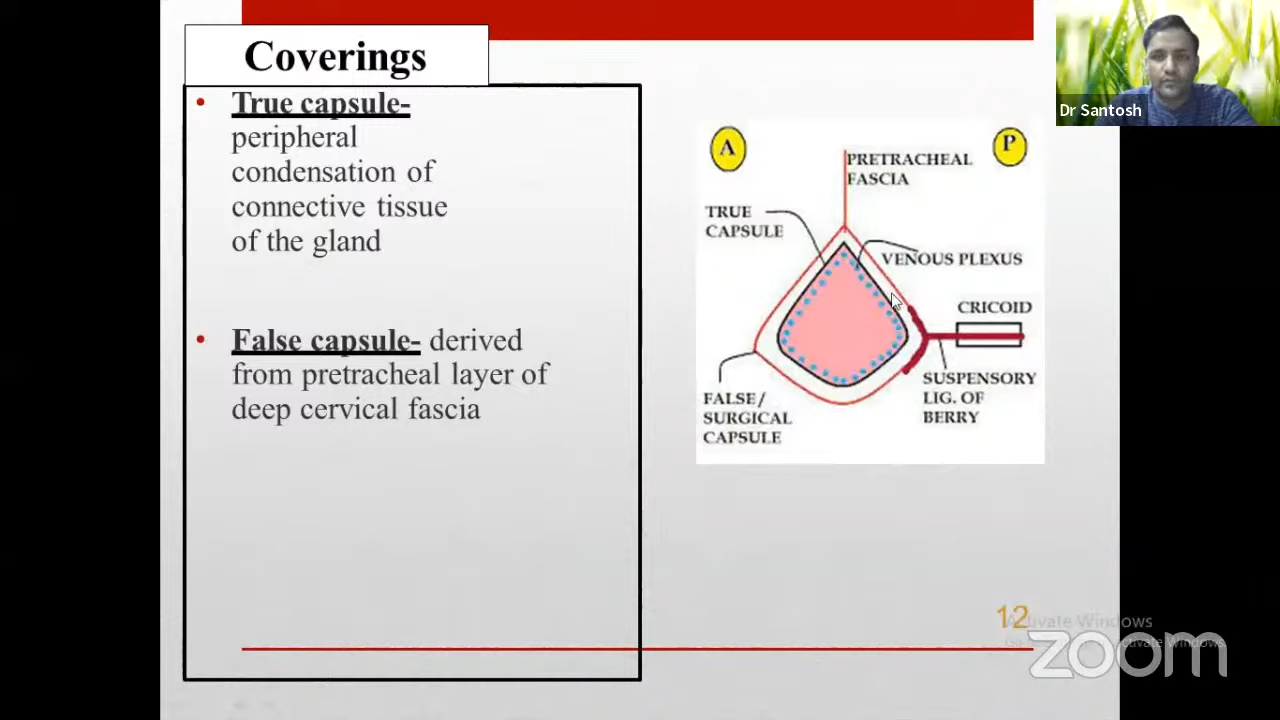 Coverings
• True capsule-
peripheral
condensation of
connective tissue
of the gland
• False capsule- derived
from pretracheal layer of
deep cervical fascia
A
P
PRETRACHEAL
FASCIA
TRUE
CAPSULE
VENOUS PLEXUS
CRICOID
SUSPENSORY
LIG. OF
BERRY
FALSE/
SURGICAL
CAPSULE
Dr Santosh
12
Activate Windows
Activate Windows.
zoom